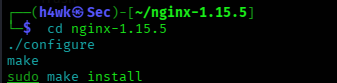 ┌──(h4wk㉿Sec)-[~/nginx-1.15.5]
└─$ cd nginx-1.15.5
./configure
make
sudo make install